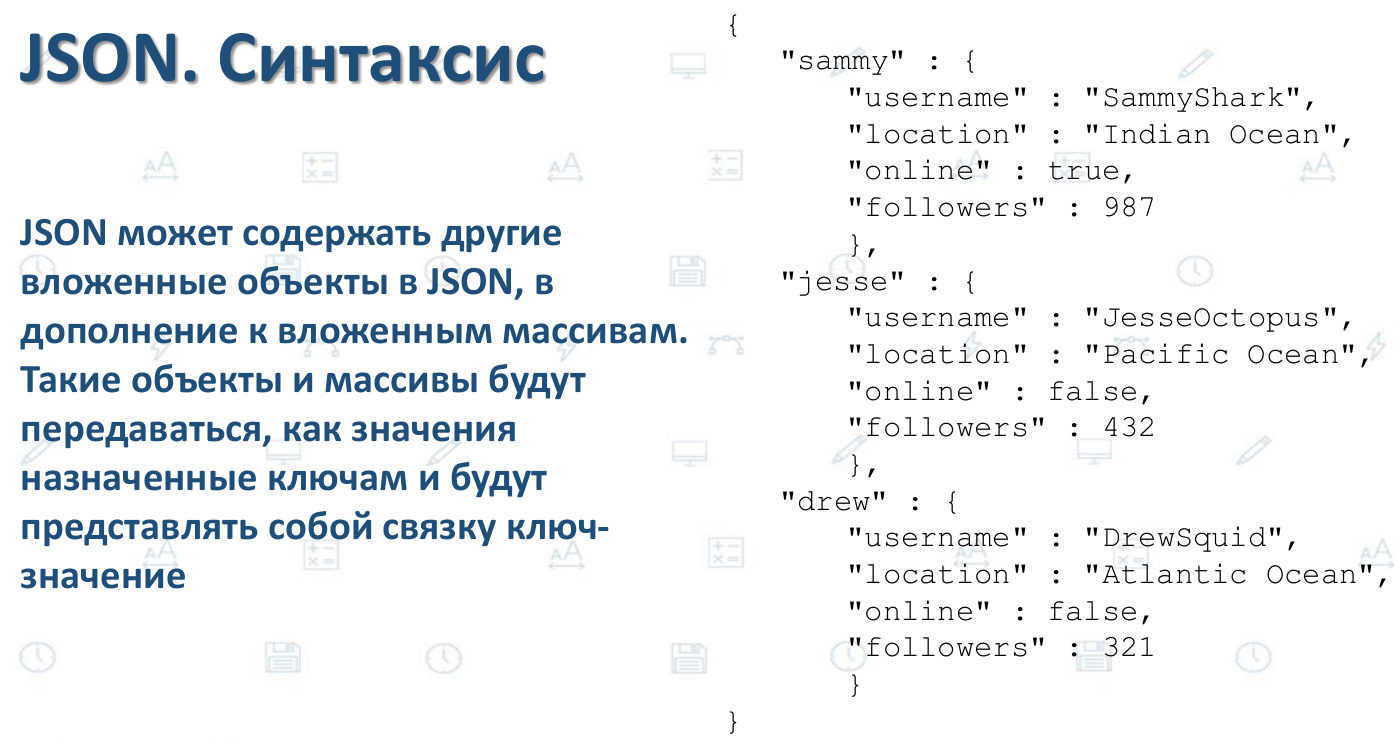 JSON. Синтаксис
JSON может содержать другие
вложенные объекты в JSON, в
дополнение к вложенным массивам.
Такие объекты и массивы будут
передаваться, как значения
назначенные ключам и будут
представлять собой связку ключ-
значение
{
"sammy" : {
"username" : "SammyShark",
"location" : "Indian Ocean",
"online" : true,
"followers" : 987
},
"jesse" : {
"username" : "JesseOctopus",
"location" : "Pacific Ocean",
"online" : false,
"followers" : 432
},
"drew" : {
"username" : "DrewSquid",
"location" : "Atlantic Ocean",
"online" : false,
"followers" : 321
}
}